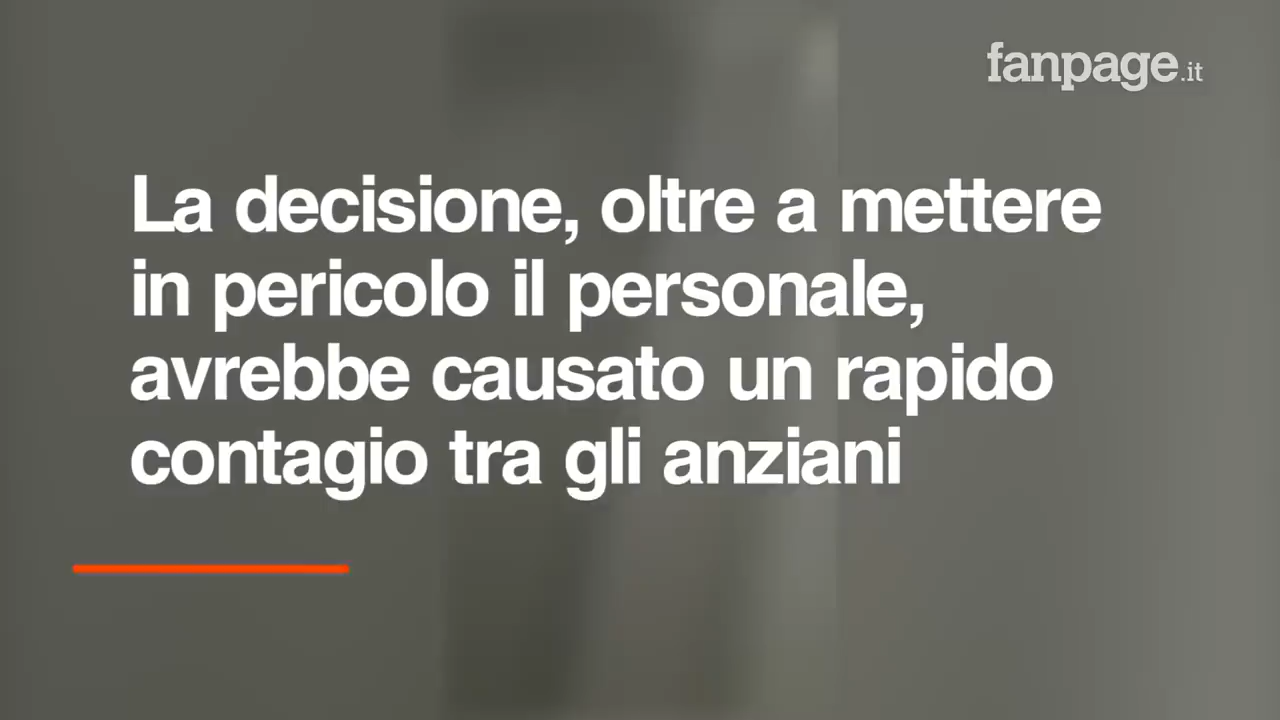 fanpage.it
La decisione, oltre a mettere
in pericolo il personale,
avrebbe causato un rapido
contagio tra gli anziani